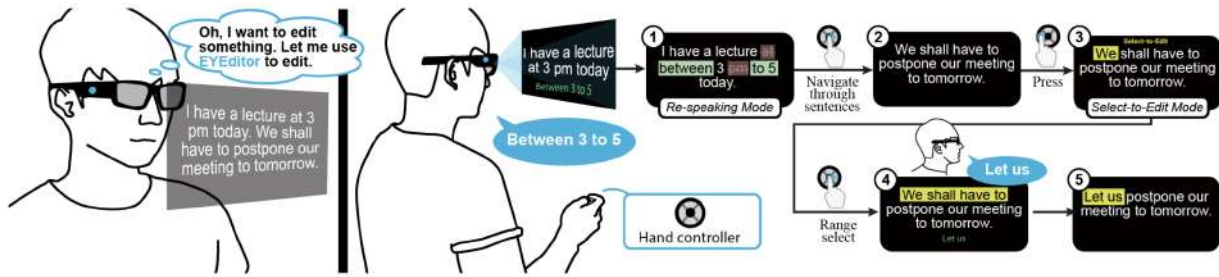 Oh, I want to edit
something. Let me use
EYEditor to edit.
I have a lecture at 3
pm today. We shall
have to postpone our
meeting to tomorrow.
I have a lecture
at 3 pm today
Between 3 to 5
Between 3 to 5
Hand controller
1
I have a lecture at
between 3 pm to 5
today.
Re-speaking Mode
Navigate
through
sentences
2
We shall have to
postpone our meeting
to tomorrow.
Press
3
Select-to-Edit
We shall have to
postpone our meeting
to tomorrow.
Select-to-Edit Mode
Range
select
Let us
4
We shall have to
postpone our meeting
to tomorrow.
Let us
5
Let us postpone our
meeting to tomorrow.